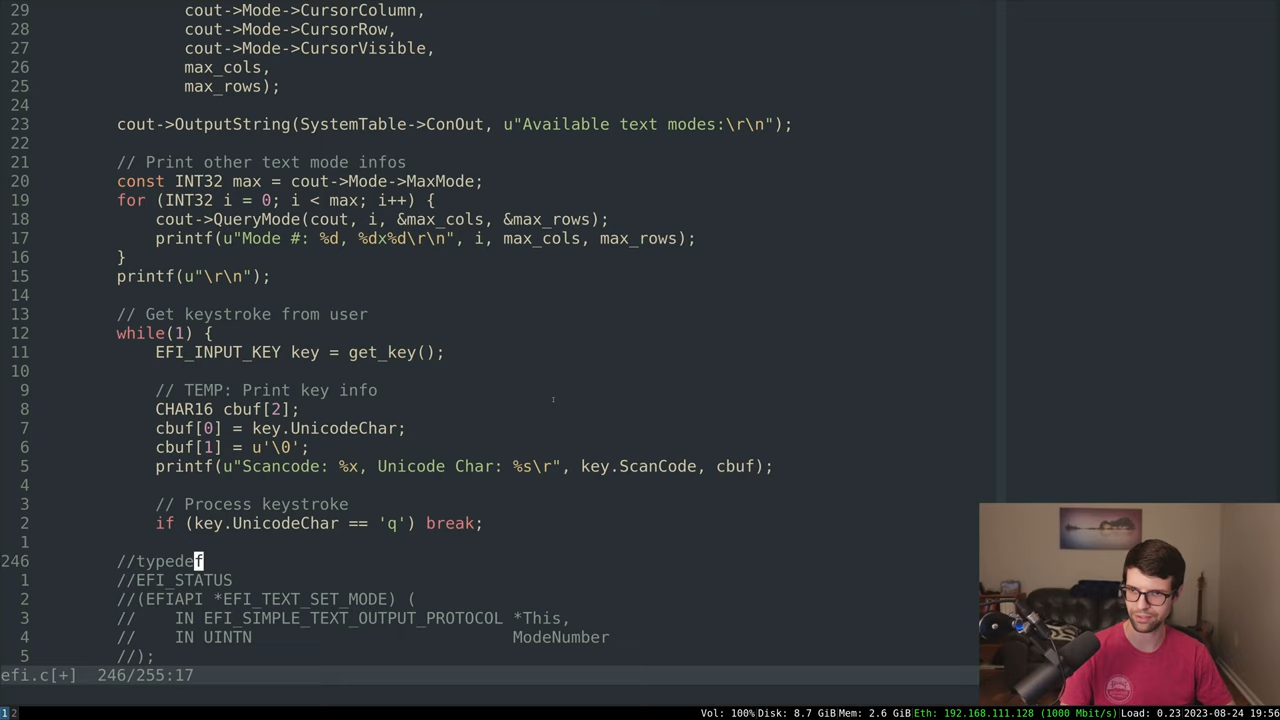 29                 cout->Mode->CursorColumn,
28                 cout->Mode->CursorRow,
27                 cout->Mode->CursorVisible,
26                 max_cols,
25                 max_rows);
24
23         cout->OutputString(SystemTable->ConOut, u"Available text modes:\r\n");
22
21         // Print other text mode infos
20         const INT32 max = cout->Mode->MaxMode;
19         for (INT32 i = 0; i < max; i++) {
18             cout->QueryMode(cout, i, &max_cols, &max_rows);
17             printf(u"Mode #: %d, %dx%d\r\n", i, max_cols, max_rows);
16         }
15         printf(u"\r\n");
14
13         // Get keystroke from user
12         while(1) {
11             EFI_INPUT_KEY key = get_key();
10
9             // TEMP: Print key info
8             CHAR16 cbuf[2];
7             cbuf[0] = key.UnicodeChar;
6             cbuf[1] = u'\0';
5             printf(u"Scancode: %x, Unicode Char: %s\r", key.ScanCode, cbuf);
4
3             // Process keystroke
2             if (key.UnicodeChar == 'q') break;
1
246         //typedef
1         //EFI_STATUS
2         //(EFIAPI *EFI_TEXT_SET_MODE) (
3         //    IN EFI_SIMPLE_TEXT_OUTPUT_PROTOCOL *This,
4         //    IN UINTN                           ModeNumber
5         //);
efi.c[+]  246/255:17
1 2 Vol: 100% Disk: 8.7 GiB Mem: 2.6 GiB Eth: 192.168.111.128 (1000 Mbit/s) Load: 0.23 2023-08-24 19:56